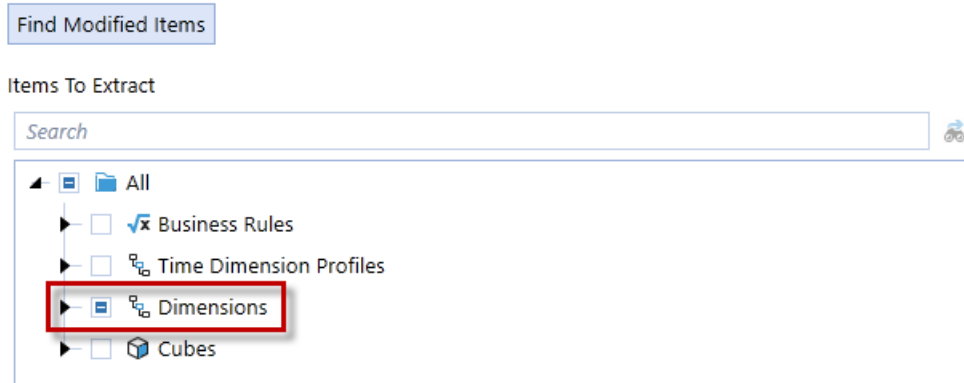 Find Modified Items
Items To Extract
Search
All
Business Rules
Time Dimension Profiles
Dimensions
Cubes